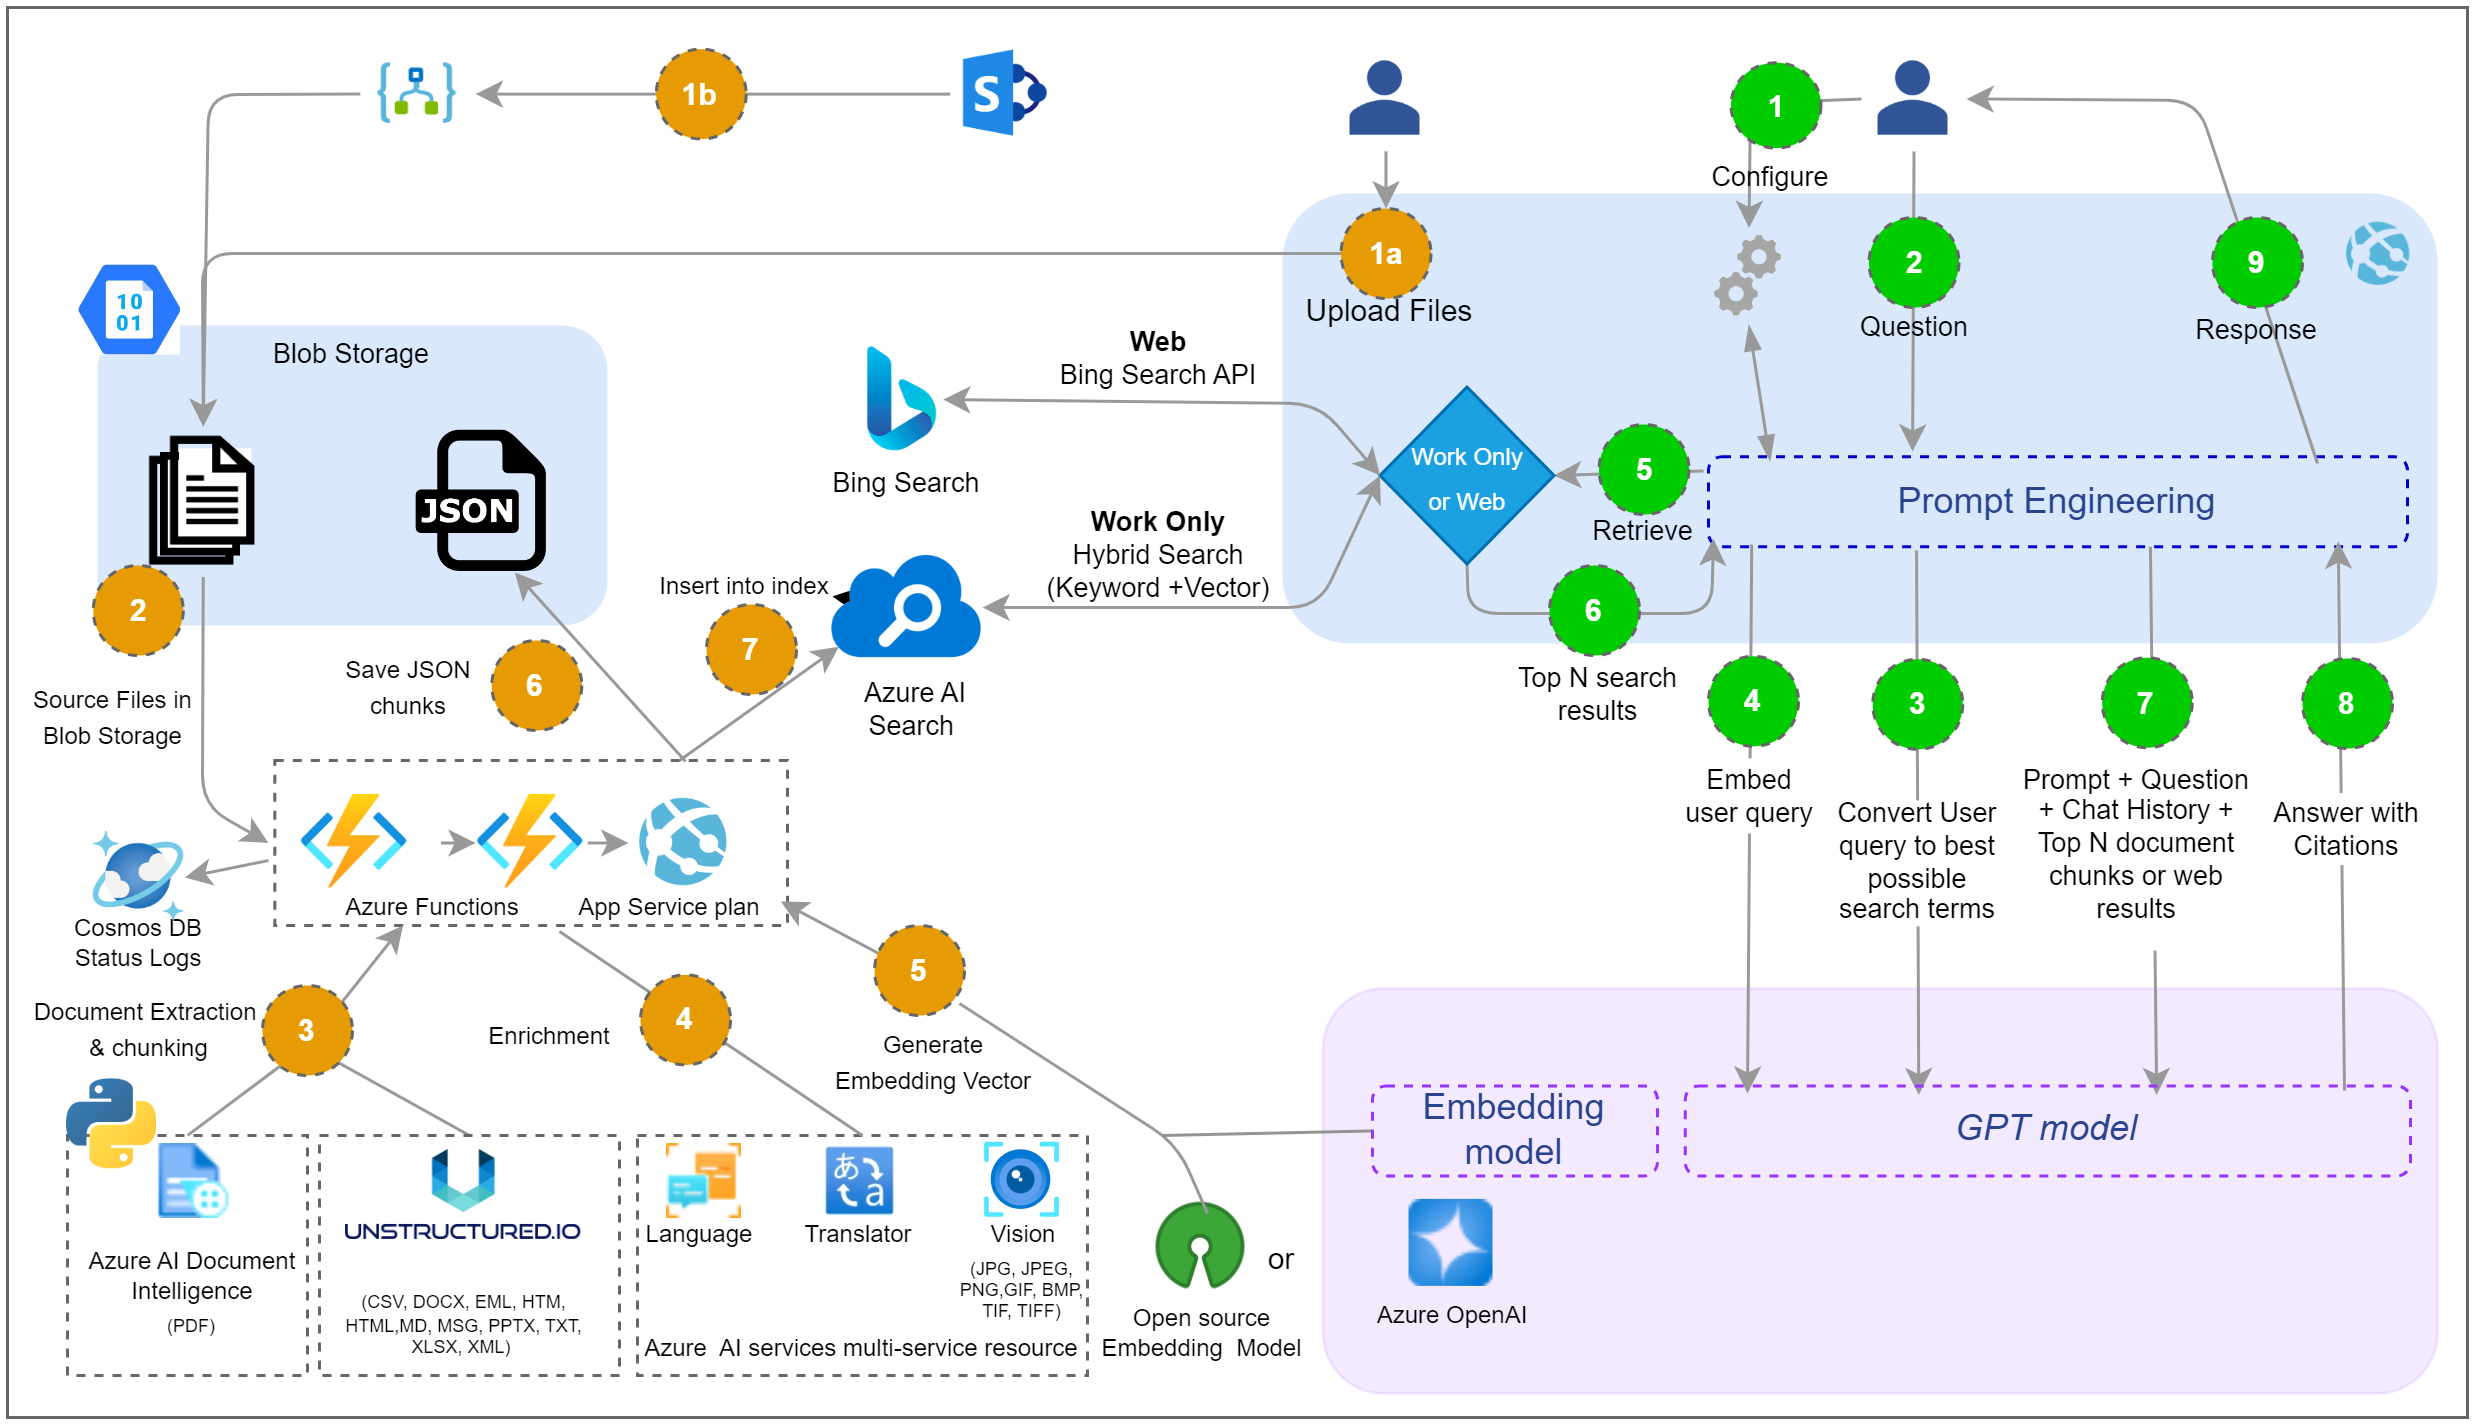 1b
S
1
Configure
1a
Upload Files
2
Question
9
Response
10
01
Blob Storage
JSON
Web
Bing Search API
Bing Search
Work Only
or Web
5
Retrieve
Prompt Engineering
Work Only
Hybrid Search
(Keyword +Vector)
6
Top N search
results
2
Source Files in
Blob Storage
Save JSON
chunks
6
Insert into index
7
Azure AI
Search
4
Embed
user query
3
Convert User
query to best
possible
search terms
7
Prompt + Question
+ Chat History +
Top N document
chunks or web
results
8
Answer with
Citations
Azure Functions
App Service plan
Cosmos DB
Status Logs
Document Extraction
& chunking
3
Enrichment
4
5
Generate
Embedding Vector
Azure AI Document
Intelligence
(PDF)
UNSTRUCTURED.IO
(CSV, DOCX, EML, HTM,
HTML,MD, MSG, PPTX, TXT,
XLSX, XML)
Language
あ
a
Translator
Vision
(JPG, JPEG,
PNG,GIF, BMP,
TIF, TIFF)
Azure  AI services multi-service resource
Open source
Embedding  Model
or
Embedding
model
GPT model
Azure OpenAI